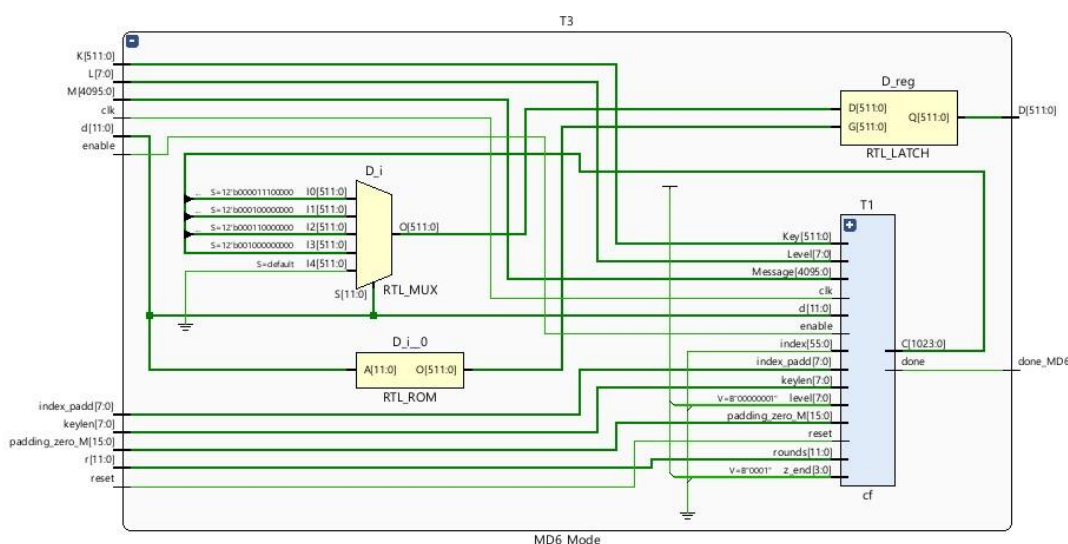 T3
K[511:0]
L[7:0]
M[4095:0]
clk
d[11:0]
enable
D_reg
D[511:0]
G[511:0]
Q[511:0]
RTL_LATCH
D[511:0]
D_i
... S=12'b000011100000 I0[511:0]
S=12'b000100000000 I1[511:0]
... S=12'b000110000000 I2[511:0]
S=12'b001000000000 I3[511:0]
S=default I4[511:0]
O[511:0]
S[11:0]
RTL_MUX
D_i__0
A[11:0] O[511:0]
RTL_ROM
T1
Key[511:0]
Level[7:0]
Message[4095:0]
clk
d[11:0]
enable
index[55:0]
index_padd[7:0]
keylen[7:0]
V=B"00000001" level[7:0]
padding_zero_M[15:0]
reset
rounds[11:0]
V=B"0001" z_end[3:0]
C[1023:0]
done
cf
done_MD6
index_padd[7:0]
keylen[7:0]
padding_zero_M[15:0]
r[11:0]
reset
MD6 Mode